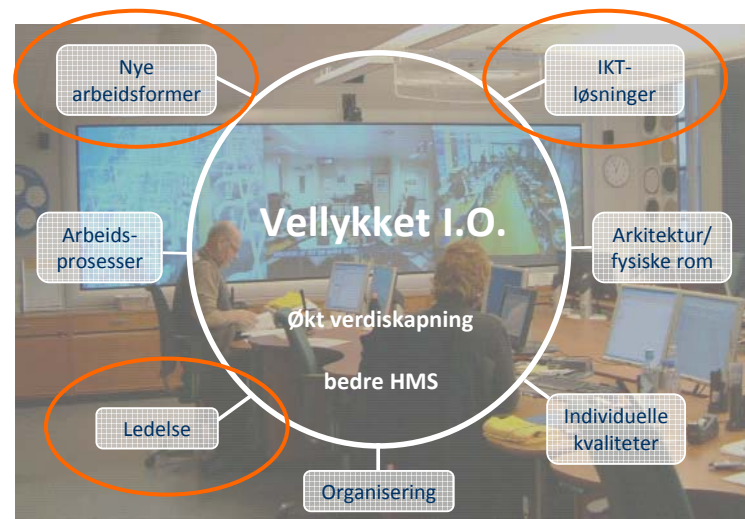 Nye
arbeidsformer
IKT-
løsninger
Vellykket I.O.
Arbeids-
prosesser
Arkitektur/
fysiske rom
Økt verdiskapning
bedre HMS
Ledelse
Individuelle
kvaliteter
Organisering